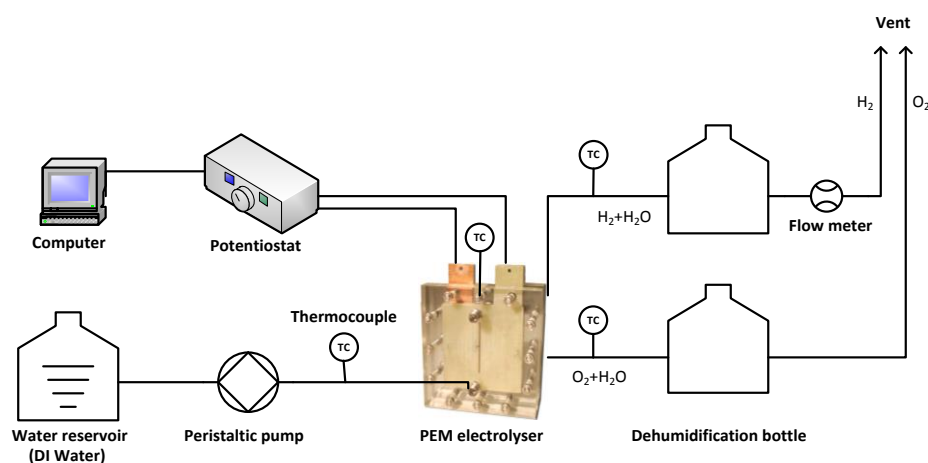 Vent
H₂
O₂
TC
H₂+H₂O
Flow meter
Computer
Potentiostat
TC
Thermocouple
TC
TC
O₂+H₂O
Water reservoir
(DI Water)
Peristaltic pump
PEM electrolyser
Dehumidification bottle